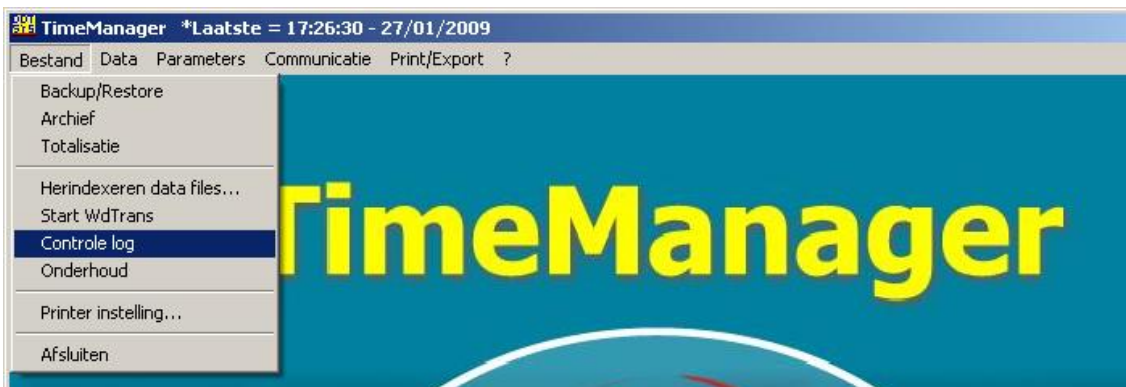 TimeManager *Laatste = 17:26:30 - 27/01/2009
Bestand Data Parameters Communicatie Print/Export ?
Backup/Restore
Archief
Totalisatie
Herindexeren data files...
Start WdTrans
Controle log
Onderhoud
Printer instelling...
Afsluiten
TimeManager